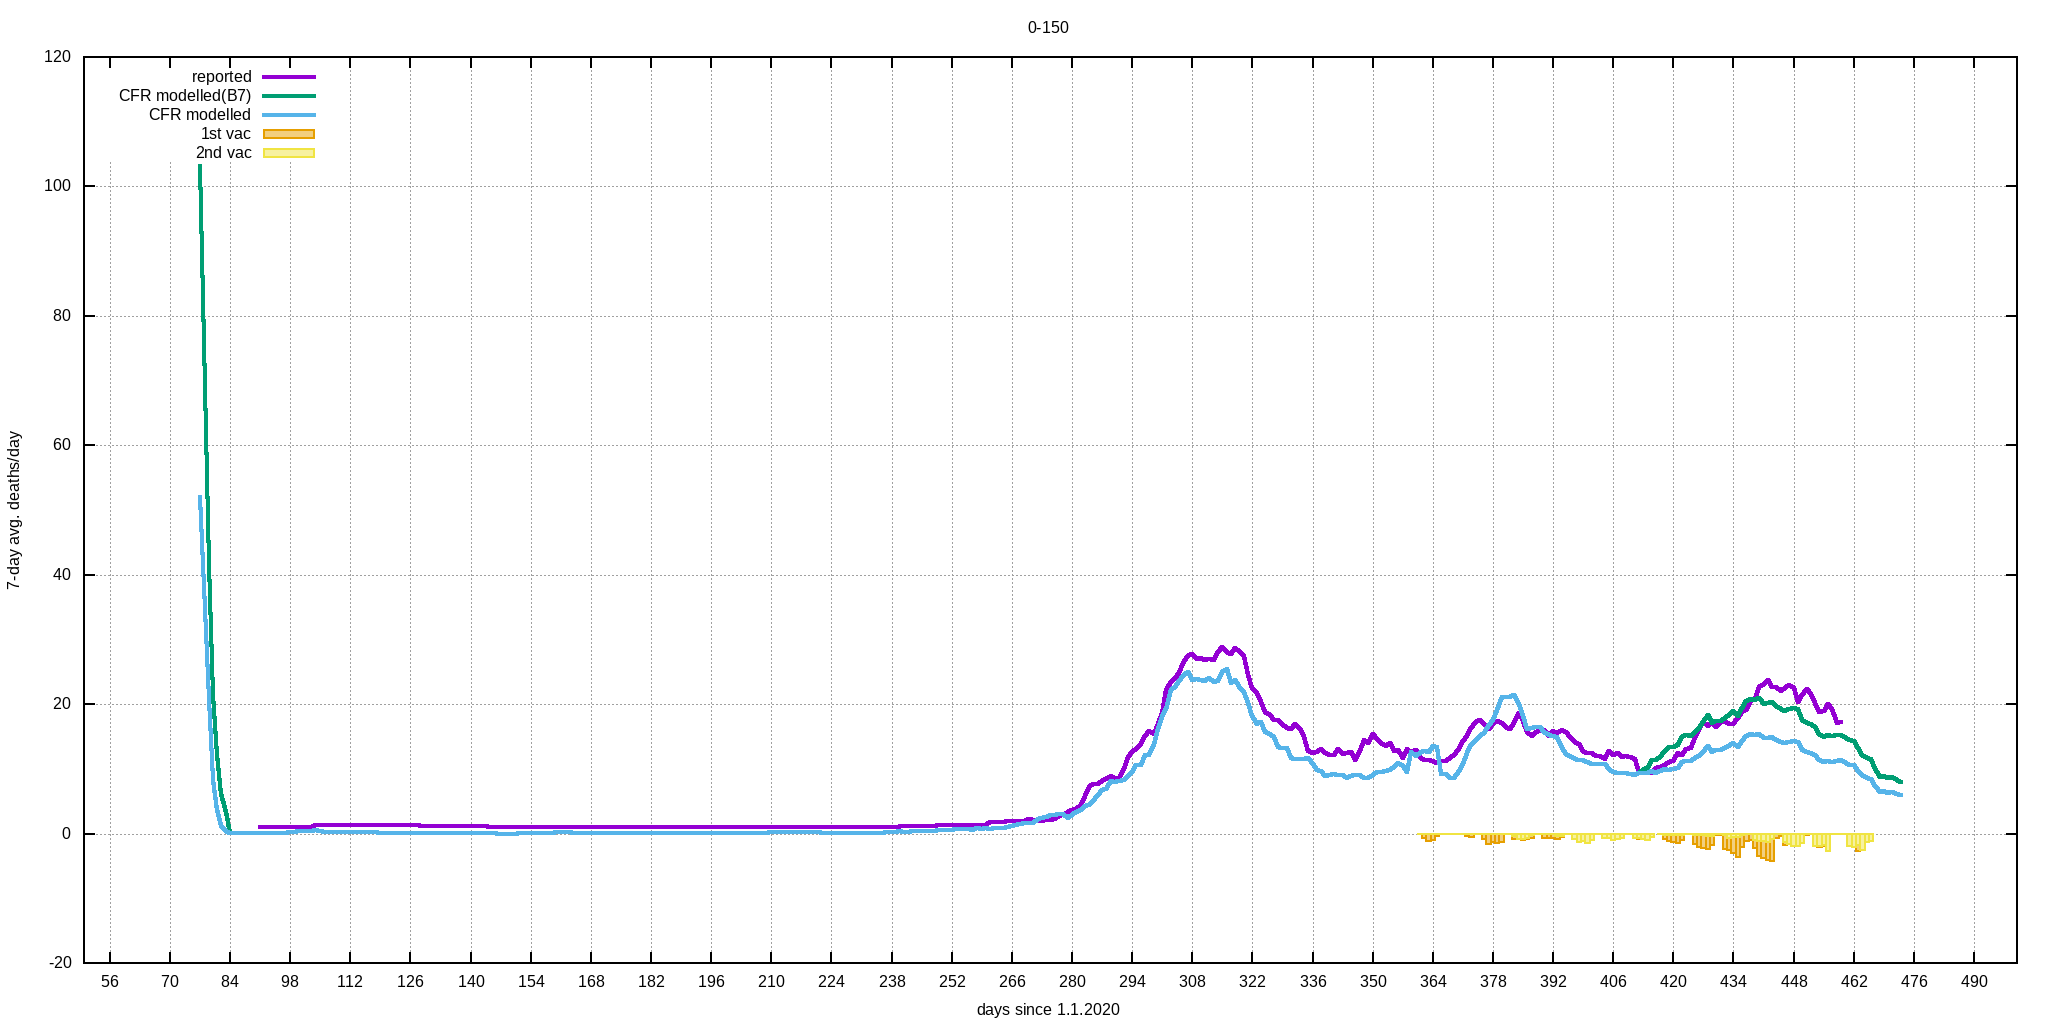 0-150
120
100
80
60
40
20
0
-20
reported
CFR modelled(B7)
CFR modelled
1st vac
2nd vac
7-day avg. deaths/day
56 70 84 98 112 126 140 154 168 182 196 210 224 238 252 266 280 294 308 322 336 350 364 378 392 406 420 434 448 462 476 490
days since 1.1.2020